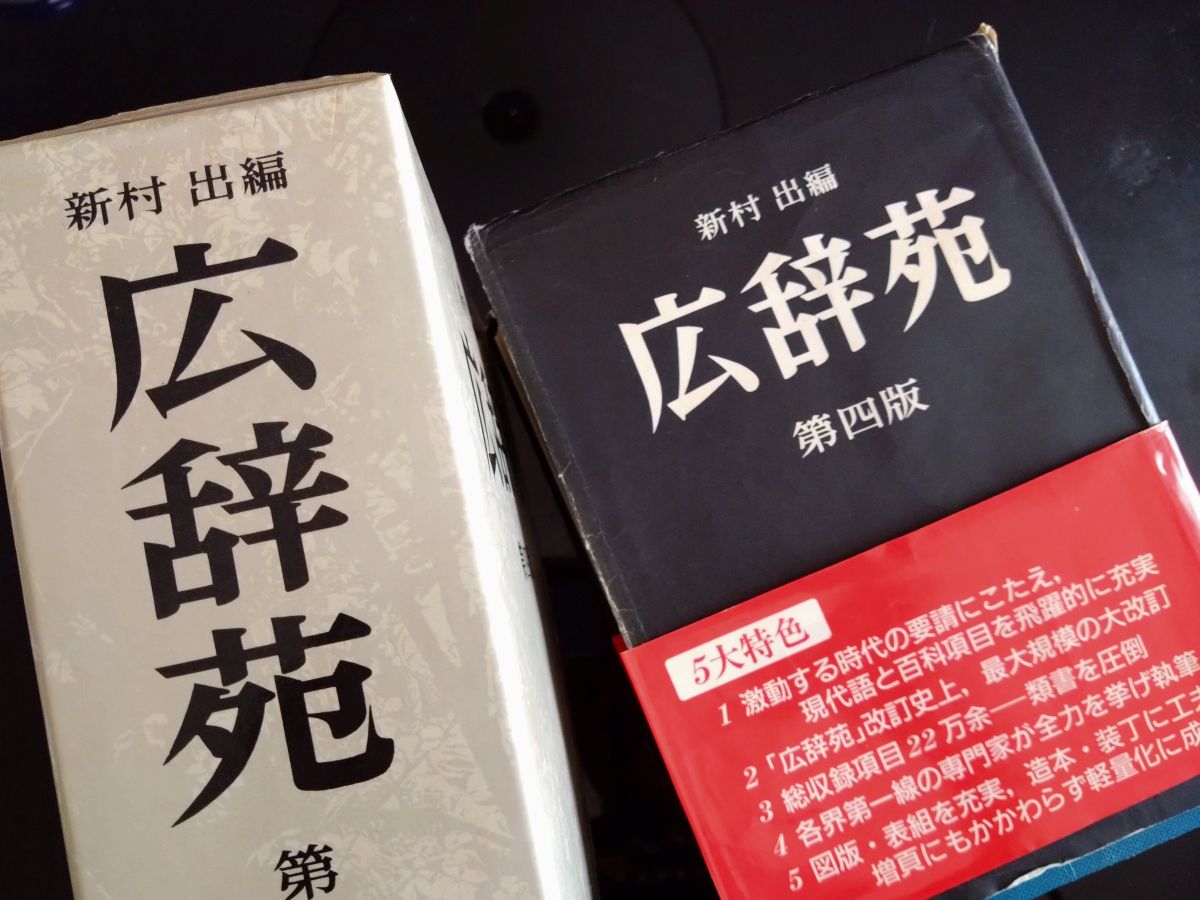 新村 出編
広辞苑
第
広辞
新村 出編
広辞苑
第四版
5大特色
1 激動する時代の要請にこたえ,
現代語と百科項目を飛躍的に充実
2「広辞苑」改訂史上, 最大規模の大改訂
3 総収録項目22万余──類書を圧倒
4 各界第一線の専門家が全力を挙げ執筆
5 図版・表組を充実, 造本・装丁に工
増頁にもかかわらず軽量化に成